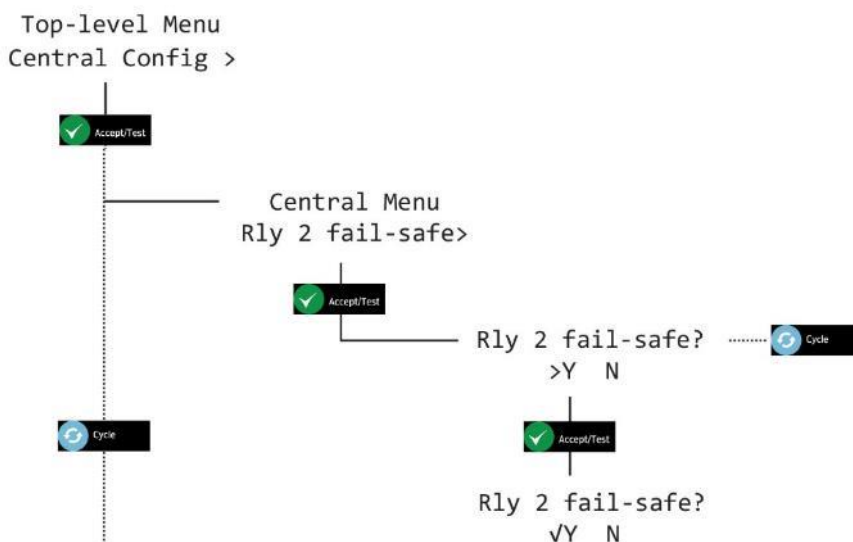 Top-level Menu
Central Config >
Accept/Test
Central Menu
Rly 2 fail-safe>
Accept/Test
Rly 2 fail-safe?
>Y N
Cycle
Cycle
Accept/Test
Rly 2 fail-safe?
√Y N